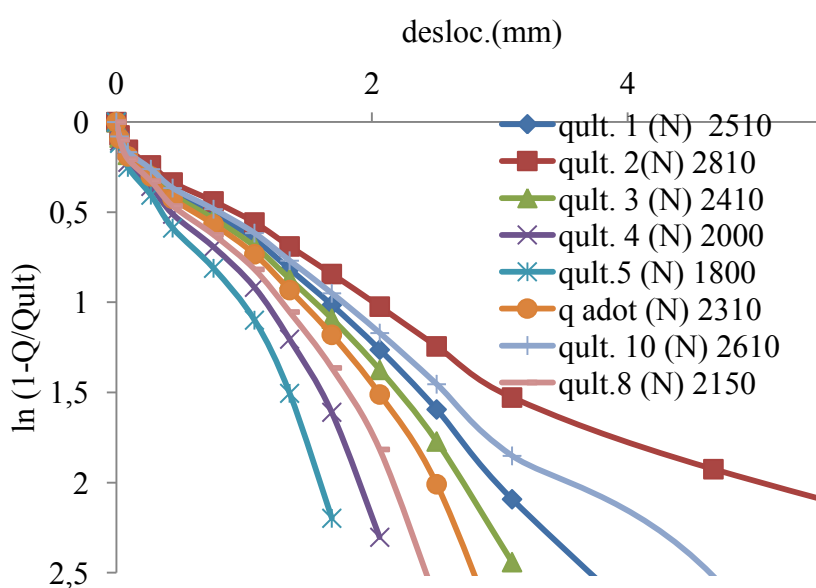 desloc.(mm)
0 2 4
0
0,5
1
1,5
2
2,5
ln (1-Q/Qult)
qult. 1 (N) 2510
qult. 2(N) 2810
qult. 3 (N) 2410
qult. 4 (N) 2000
qult.5 (N) 1800
q adot (N) 2310
qult. 10 (N) 2610
qult.8 (N) 2150